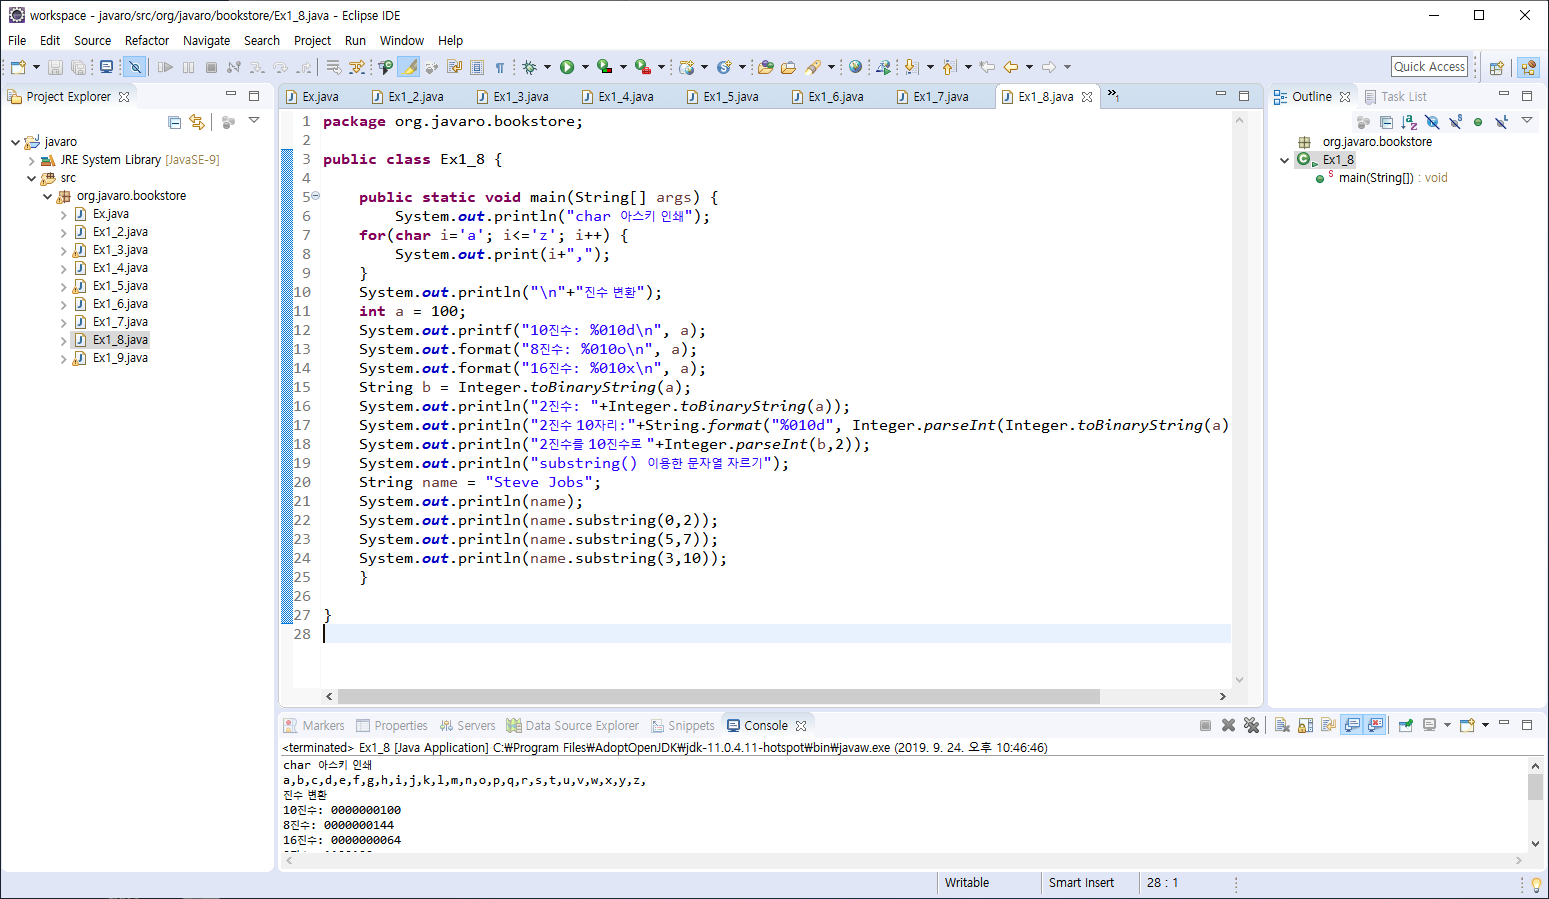 workspace - javaro/src/org/javaro/bookstore/Ex1_8.java - Eclipse IDE
File Edit Source Refactor Navigate Search Project Run Window Help
Quick Access
Project Explorer
javaro
JRE System Library [JavaSE-9]
src
org.javaro.bookstore
Ex.java
Ex1_2.java
Ex1_3.java
Ex1_4.java
Ex1_5.java
Ex1_6.java
Ex1_7.java
Ex1_8.java
Ex1_9.java
Ex.java Ex1_2.java Ex1_3.java Ex1_4.java Ex1_5.java Ex1_6.java Ex1_7.java Ex1_8.java »1
1 package org.javaro.bookstore;
2
3 public class Ex1_8 {
4
5 public static void main(String[] args) {
6 System.out.println("char 아스키 인쇄");
7 for(char i='a'; i<='z'; i++) {
8 System.out.print(i+",");
9 }
10 System.out.println("\n"+"진수 변환");
11 int a = 100;
12 System.out.printf("10진수: %010d\n", a);
13 System.out.format("8진수: %010o\n", a);
14 System.out.format("16진수: %010x\n", a);
15 String b = Integer.toBinaryString(a);
16 System.out.println("2진수: "+Integer.toBinaryString(a));
17 System.out.println("2진수 10자리:"+String.format("%010d", Integer.parseInt(Integer.toBinaryString(a)
18 System.out.println("2진수를 10진수로 "+Integer.parseInt(b,2));
19 System.out.println("substring() 이용한 문자열 자르기");
20 String name = "Steve Jobs";
21 System.out.println(name);
22 System.out.println(name.substring(0,2));
23 System.out.println(name.substring(5,7));
24 System.out.println(name.substring(3,10));
25 }
26
27 }
28
Outline Task List
org.javaro.bookstore
Ex1_8
main(String[]) : void
Markers Properties Servers Data Source Explorer Snippets Console
<terminated> Ex1_8 [Java Application] C:₩Program Files₩AdoptOpenJDK₩jdk-11.0.4.11-hotspot₩bin₩javaw.exe (2019. 9. 24. 오후 10:46:46)
char 아스키 인쇄
a,b,c,d,e,f,g,h,i,j,k,l,m,n,o,p,q,r,s,t,u,v,w,x,y,z,
진수 변환
10진수: 0000000100
8진수: 0000000144
16진수: 0000000064
Writable Smart Insert 28 : 1